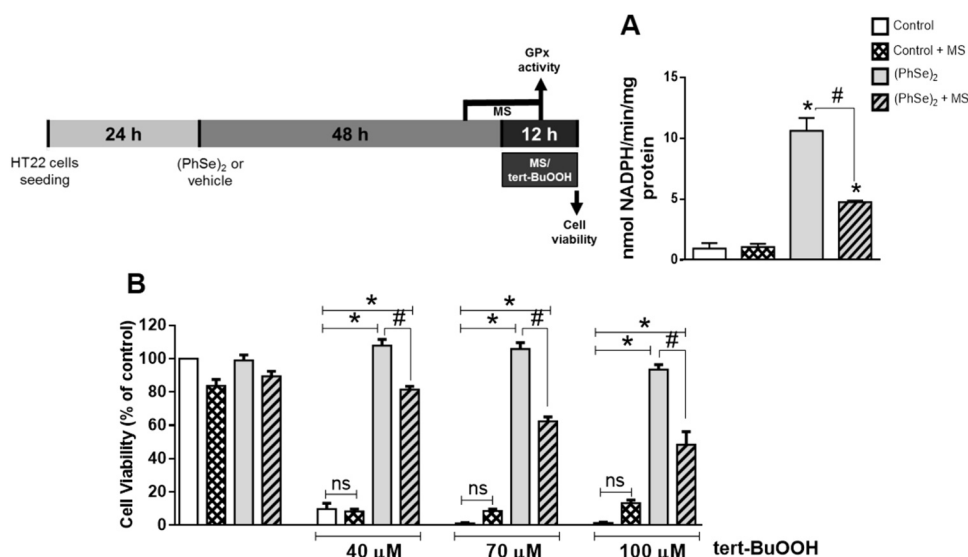 GPx
activity
MS
24 h
48 h
12 h
HT22 cells
seeding
(PhSe)2 or
vehicle
MS/
tert-BuOOH
Cell
viability
A
Control
Control + MS
(PhSe)2
(PhSe)2 + MS
nmol NADPH/min/mg
protein
15
10
5
0
*
#
*
B
Cell Viability (% of control)
120
100
80
60
40
20
0
*
*
#
ns
*
*
#
ns
*
*
#
ns
40 µM
70 µM
100 µM
tert-BuOOH